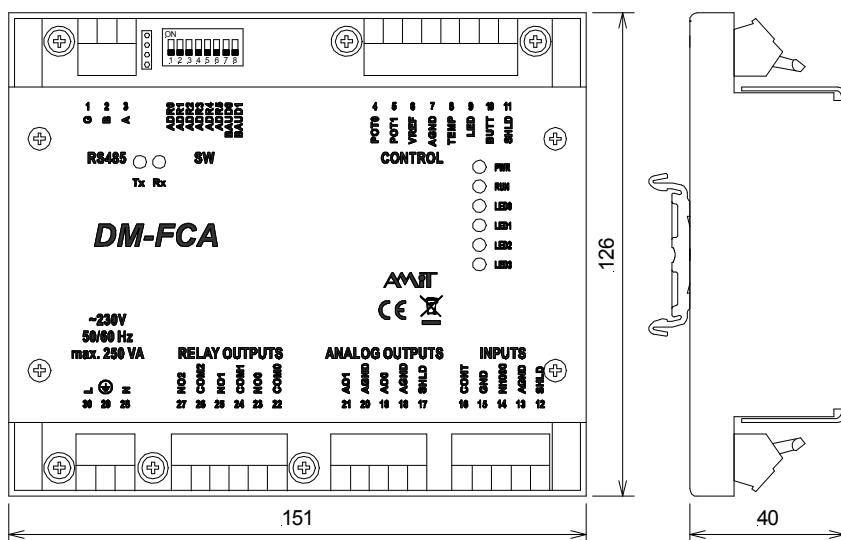 ON
1 2 3 4 5 6 7 8
1 2 3
G B A
ADR0
ADR1
ADR2
ADR3
ADR4
ADR5
BAUD0
BAUD1
4 5 6 7 8 9 10 11
POT0
POT1
VREF
AGND
TEMP
LED
BUTT
SHLD
RS485
SW
CONTROL
Tx Rx
PWR
RUN
LED0
LED1
LED2
LED3
DM-FCA
AMiT
CE
~230V
50/60 Hz
max. 250 VA
RELAY OUTPUTS
ANALOG OUTPUTS
INPUTS
L
N
30 29 28
NO2
COM2
NO1
COM1
NO0
COM0
27 26 25 24 23 22
AO1
AGND
AO0
AGND
SHLD
21 20 19 18 17
CONT
GND
NI1000
AGND
SHLD
16 15 14 13 12
126
151
40